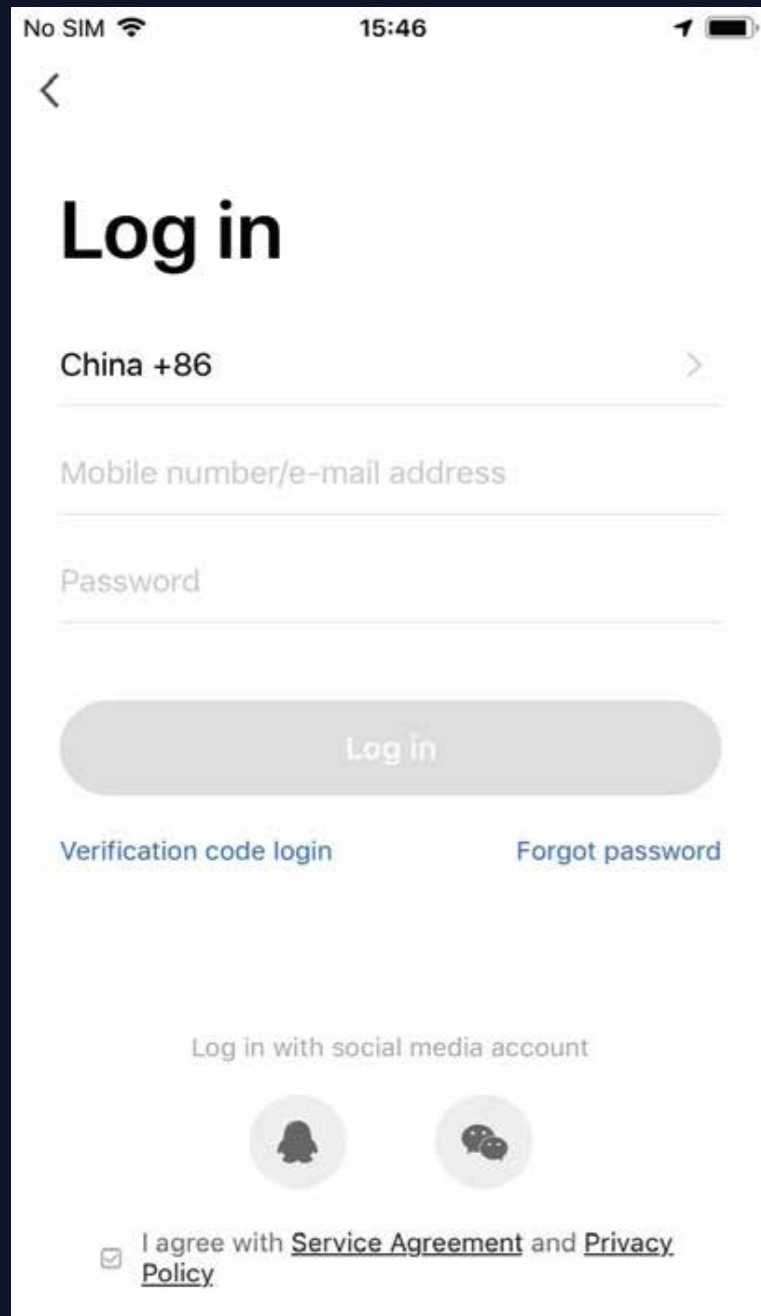 No SIM 15:46
Log in
China +86
Mobile number/e-mail address
Password
Log in
Verification code login Forgot password
Log in with social media account
I agree with Service Agreement and Privacy
Policy